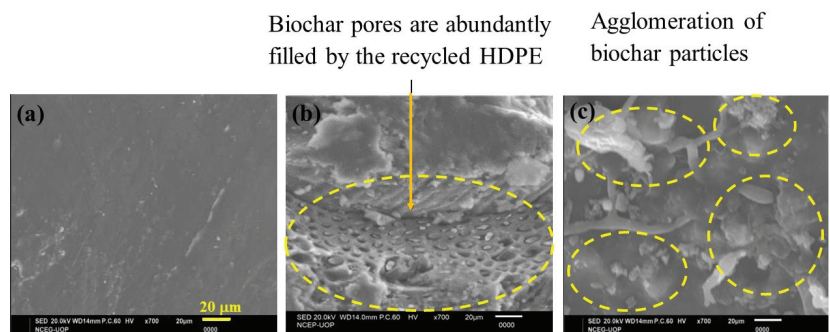 Biochar pores are abundantly
filled by the recycled HDPE
Agglomeration of
biochar particles
(a)
(b)
(c)
20 μm
SED 20.0kV WD14mm P.C.60 HV x700 20μm
NCEG-UOP 0000
SED 20.0kV WD14.0mm P.C.60 HV x700 20μm
NCEP-UOP 0000
SED 20.0kV WD14mm P.C.60 HV x700 20μm
NCEG-UOP 0000